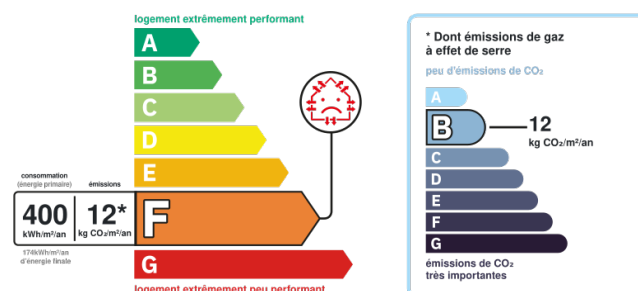 logement extrêmement performant
A
B
C
D
E
consommation
(énergie primaire)
émissions
400
kWh/m²/an
12*
kg CO₂/m²/an
F
174kWh/m²/an
d'énergie finale
G
logement extrêmement peu performant
* Dont émissions de gaz
à effet de serre
peu d'émissions de CO₂
A
B
12
kg CO₂/m²/an
C
D
E
F
G
émissions de CO₂
très importantes